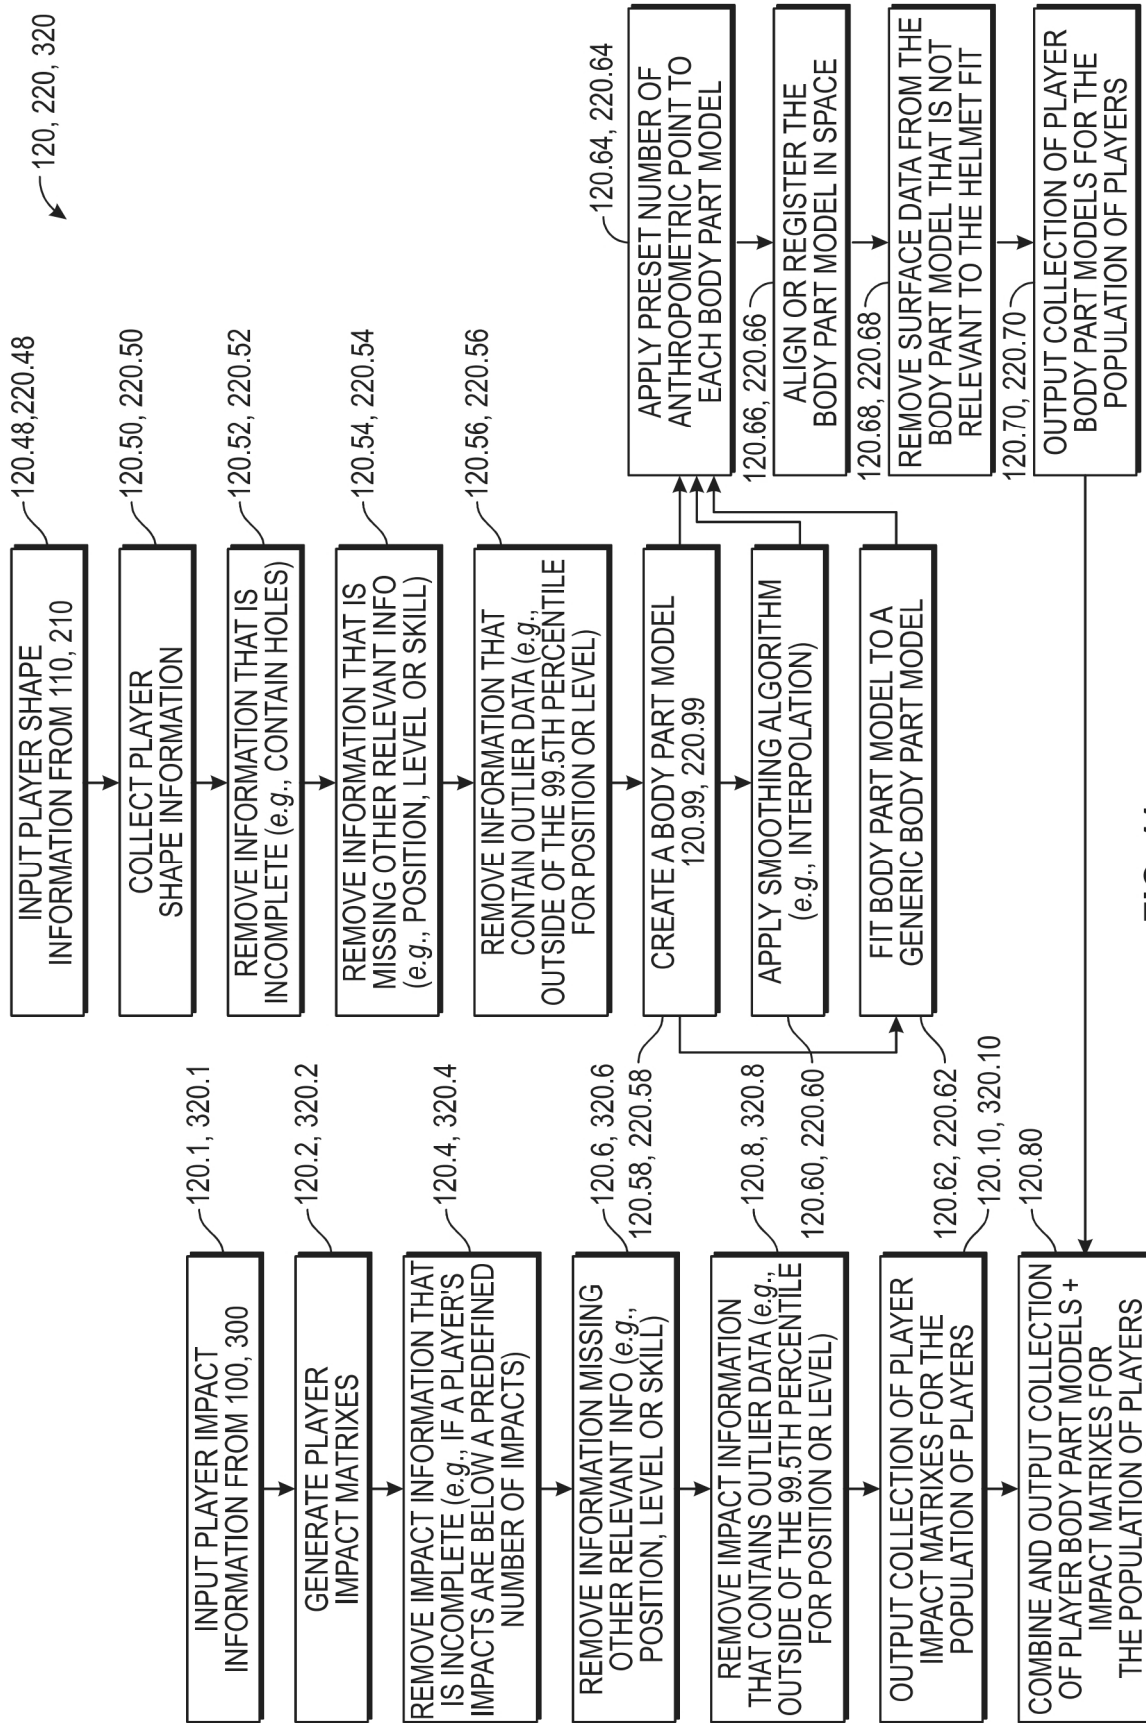 120, 220, 320
INPUT PLAYER IMPACT
INFORMATION FROM 100, 300
120.1, 320.1
GENERATE PLAYER
IMPACT MATRIXES
120.2, 320.2
REMOVE IMPACT INFORMATION THAT
IS INCOMPLETE (e.g., IF A PLAYER'S
IMPACTS ARE BELOW A PREDEFINED
NUMBER OF IMPACTS)
120.4, 320.4
REMOVE INFORMATION MISSING
OTHER RELEVANT INFO (e.g.,
POSITION, LEVEL OR SKILL)
120.6, 320.6
REMOVE IMPACT INFORMATION
THAT CONTAINS OUTLIER DATA (e.g.,
OUTSIDE OF THE 99.5TH PERCENTILE
FOR POSITION OR LEVEL)
120.8, 320.8
OUTPUT COLLECTION OF PLAYER
IMPACT MATRIXES FOR THE
POPULATION OF PLAYERS
120.10, 320.10
COMBINE AND OUTPUT COLLECTION
OF PLAYER BODY PART MODELS +
IMPACT MATRIXES FOR
THE POPULATION OF PLAYERS
120.80
INPUT PLAYER SHAPE
INFORMATION FROM 110, 210
120.48,220.48
COLLECT PLAYER
SHAPE INFORMATION
120.50, 220.50
REMOVE INFORMATION THAT IS
INCOMPLETE (e.g., CONTAIN HOLES)
120.52, 220.52
REMOVE INFORMATION THAT IS
MISSING OTHER RELEVANT INFO
(e.g., POSITION, LEVEL OR SKILL)
120.54, 220.54
REMOVE INFORMATION THAT
CONTAIN OUTLIER DATA (e.g.,
OUTSIDE OF THE 99.5TH PERCENTILE
FOR POSITION OR LEVEL)
120.56, 220.56
CREATE A BODY PART MODEL
120.99, 220.99
120.58, 220.58
APPLY SMOOTHING ALGORITHM
(e.g., INTERPOLATION)
120.60, 220.60
FIT BODY PART MODEL TO A
GENERIC BODY PART MODEL
120.62, 220.62
APPLY PRESET NUMBER OF
ANTHROPOMETRIC POINT TO
EACH BODY PART MODEL
120.64, 220.64
ALIGN OR REGISTER THE
BODY PART MODEL IN SPACE
120.66, 220.66
REMOVE SURFACE DATA FROM THE
BODY PART MODEL THAT IS NOT
RELEVANT TO THE HELMET FIT
120.68, 220.68
OUTPUT COLLECTION OF PLAYER
BODY PART MODELS FOR THE
POPULATION OF PLAYERS
120.70, 220.70